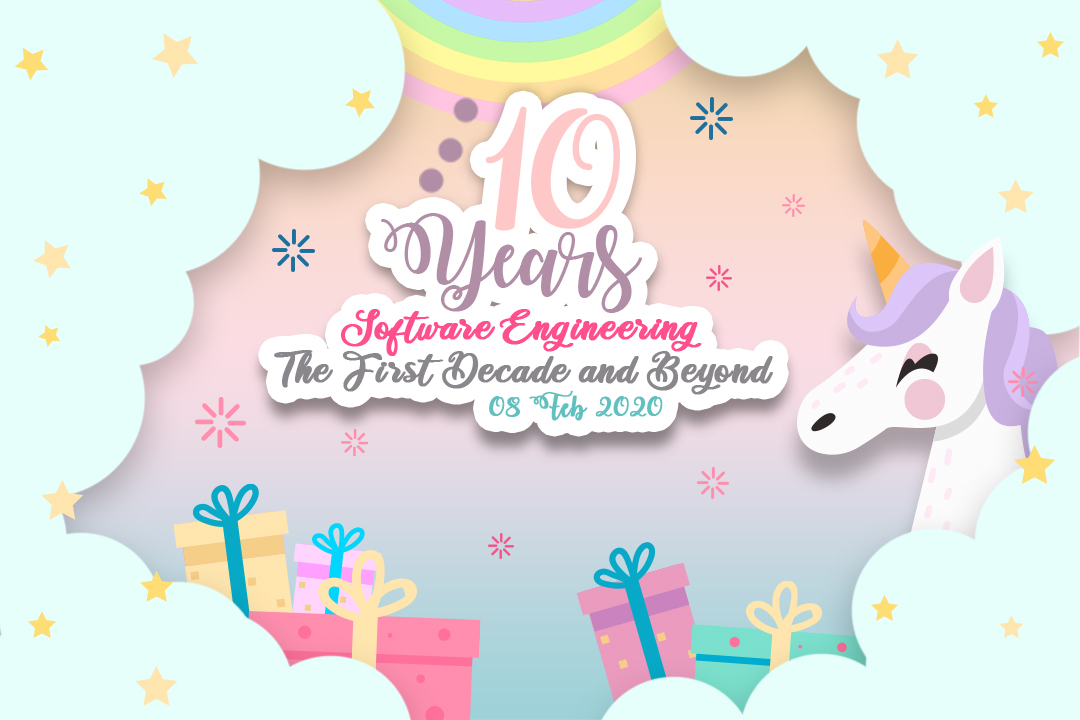 10
Years
Software Engineering
The First Decade and Beyond
08 Feb 2020